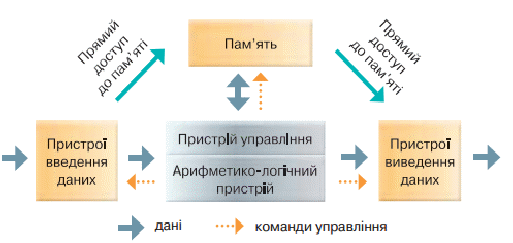 Прямий
доступ
до пам'яті
Пам'ять
Прямий
доступ
до пам'яті
Пристрої
введення
даних
Пристрій управління
Арифметико-логічний
пристрій
Пристрої
виведення
даних
дані
команди управління